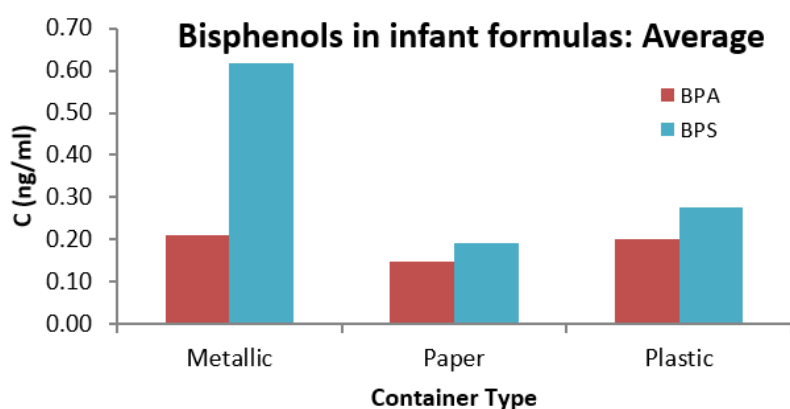 Bisphenols in infant formulas: Average
0.70
0.60
0.50
0.40
0.30
0.20
0.10
0.00
C (ng/ml)
BPA
BPS
Metallic
Paper
Plastic
Container Type